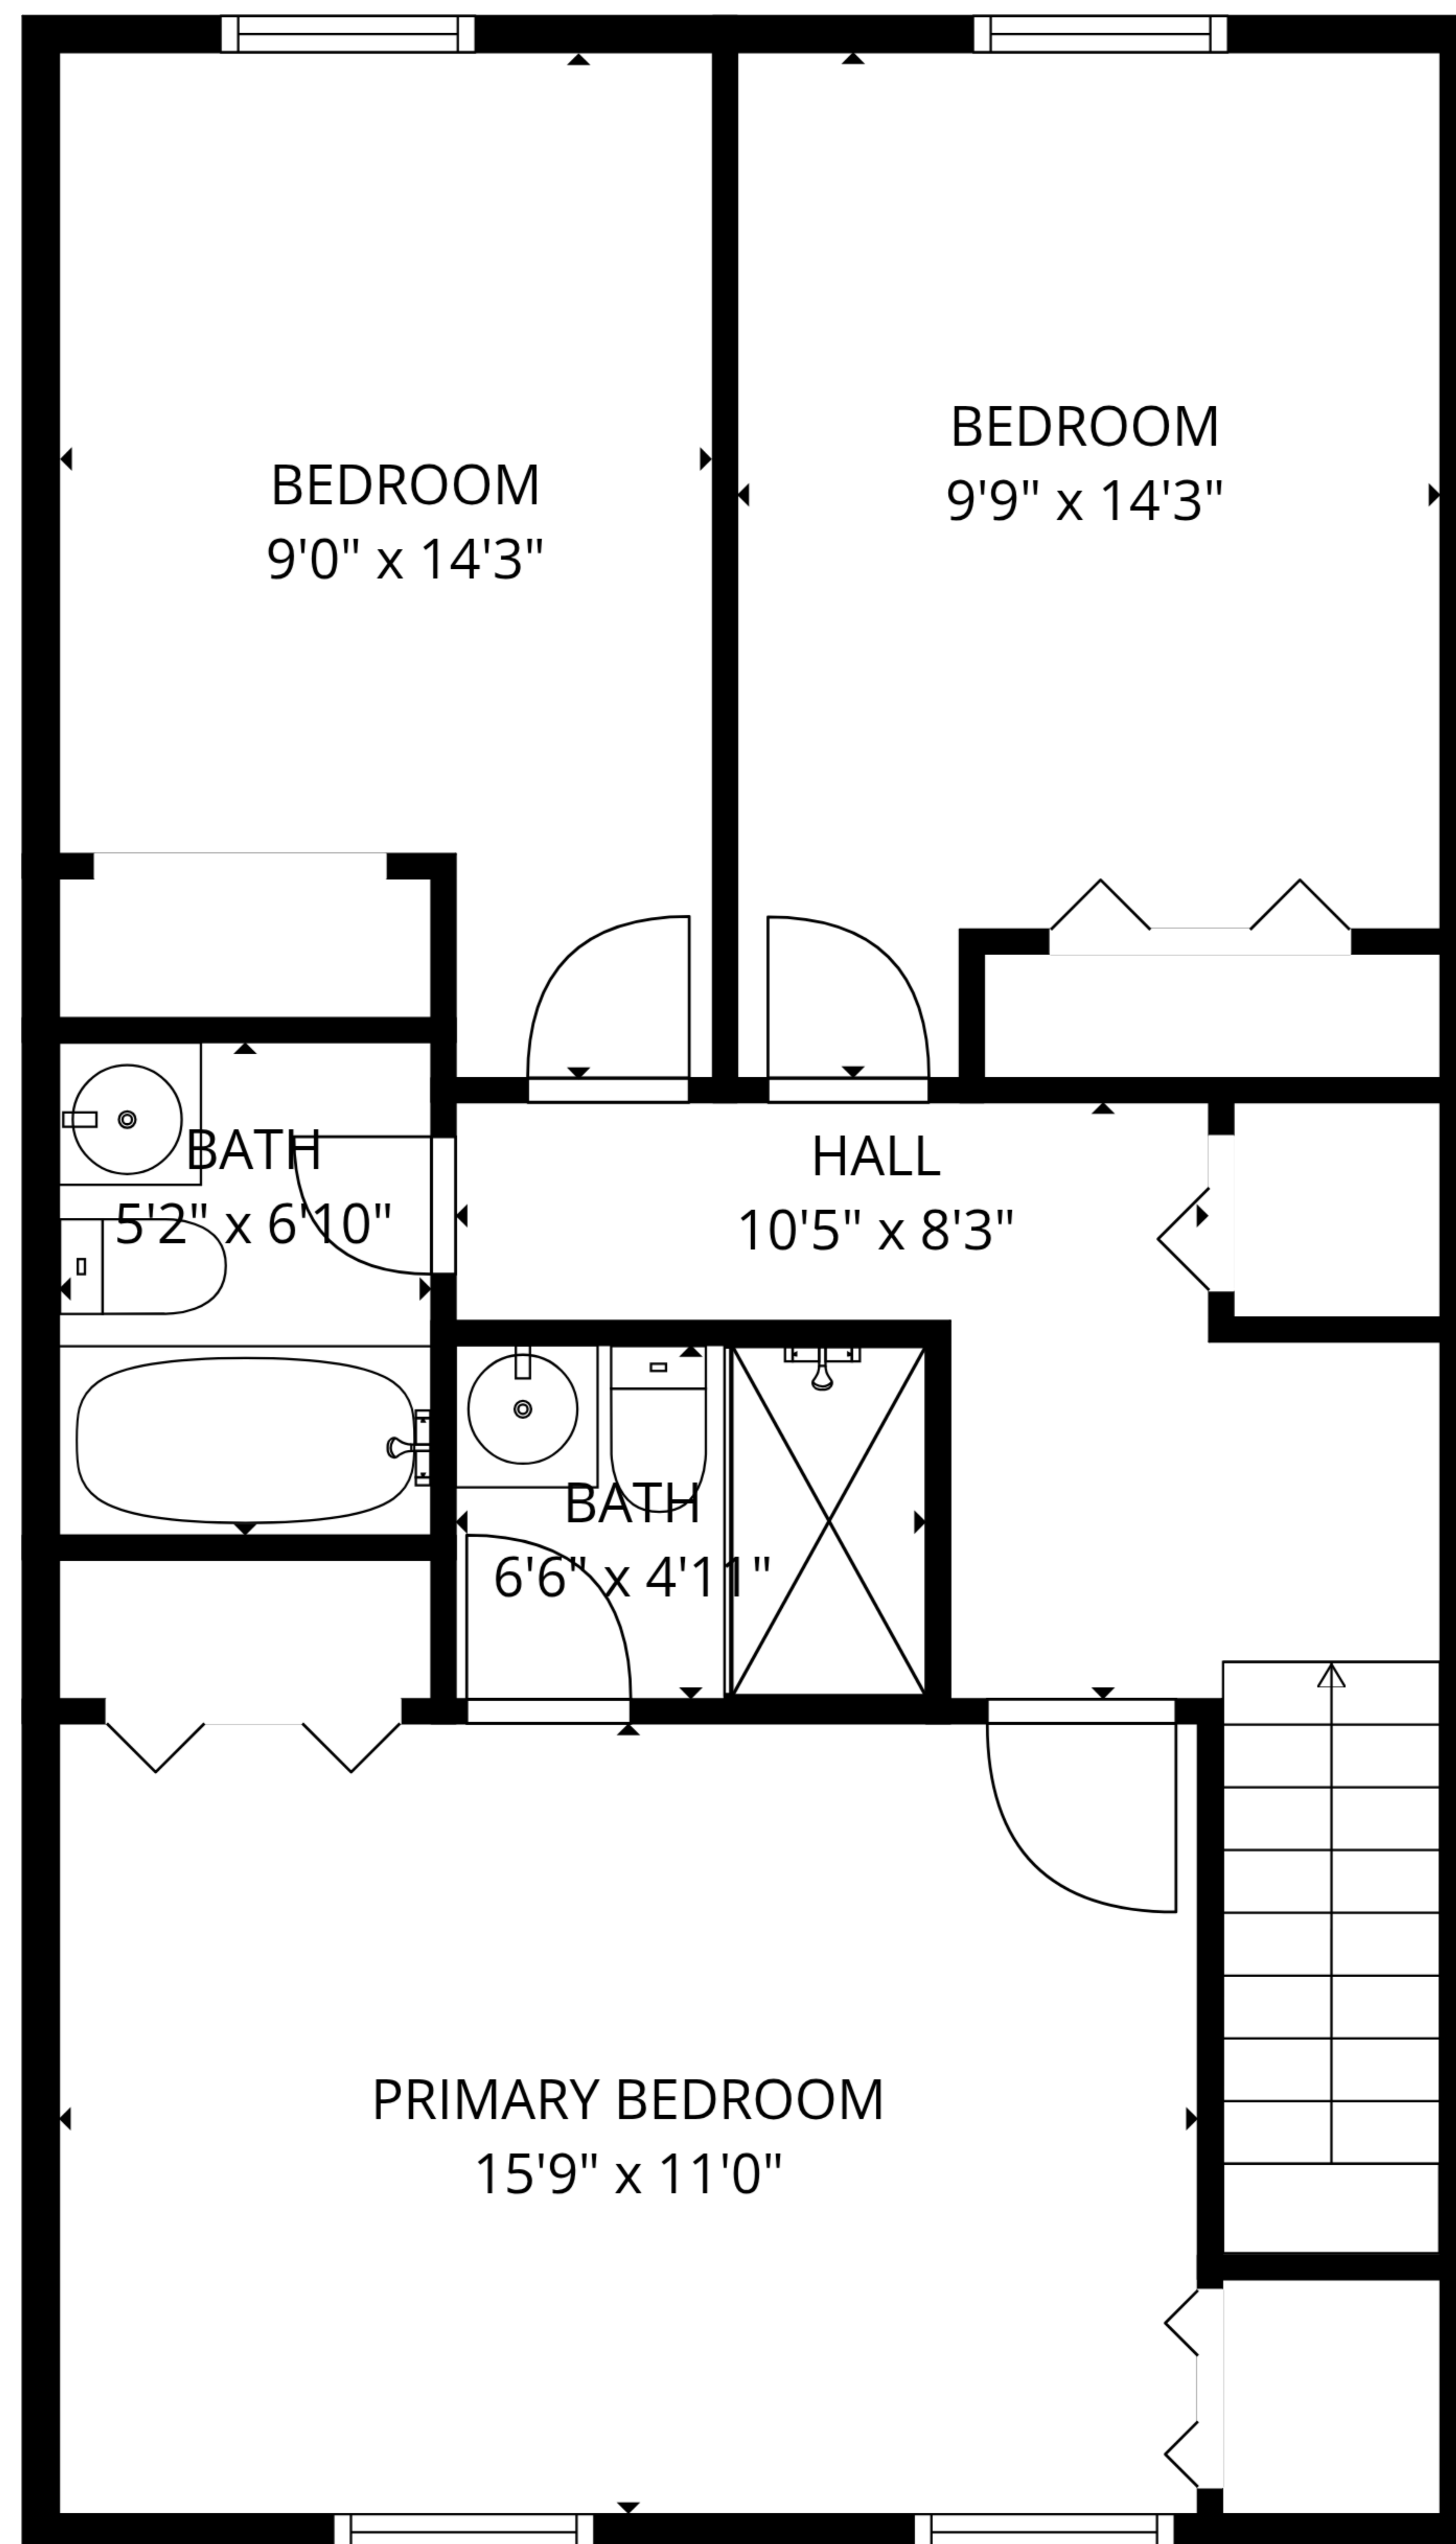 BEDROOM
9'9" x 14'3"
BEDROOM
9'0" x 14'3"
BATH
5'2" x 6'10"
HALL
10'5" x 8'3"
BATH
6'6" x 4'11"
PRIMARY BEDROOM
15'9" x 11'0"